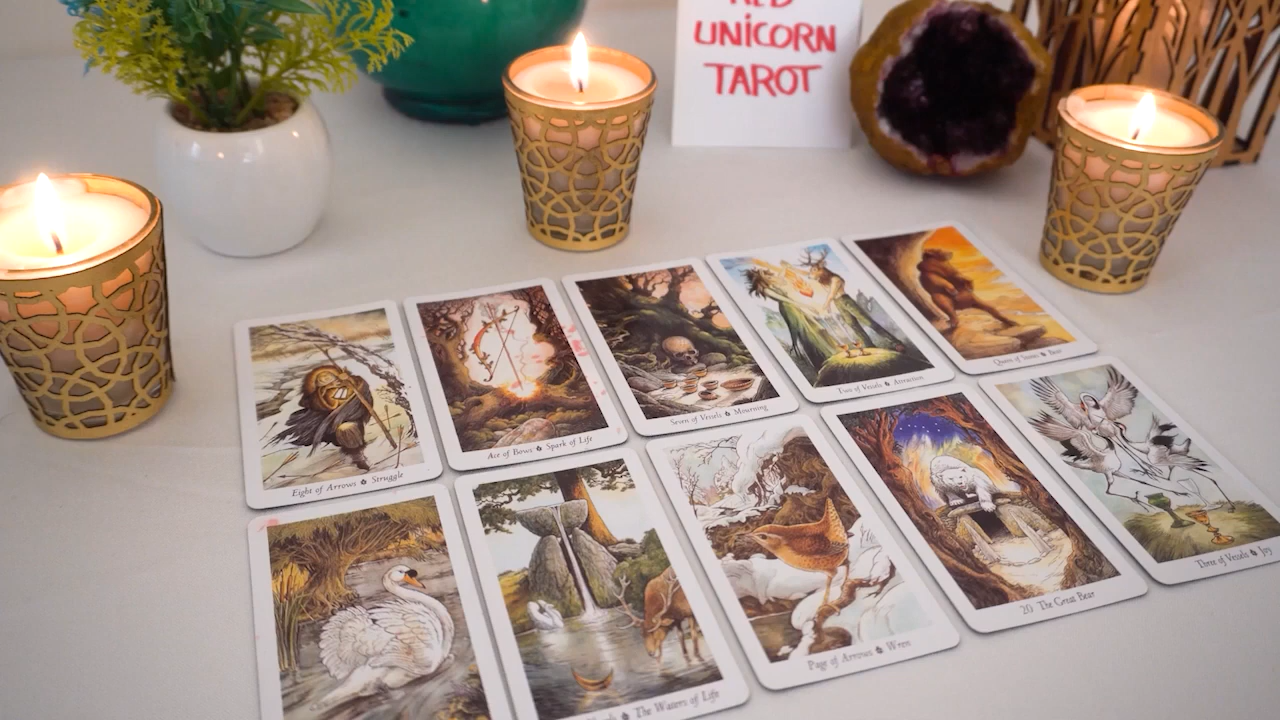 RED
UNICORN
TAROT
Eight of Arrows Struggle
Ace of Bows Spark of Life
Seven of Vessels Mourning
Two of Vessels Attraction
Queen of Stones Bear
The Waters of Life
Page of Arrows Wren
20 The Great Bear
Three of Vessels Joy